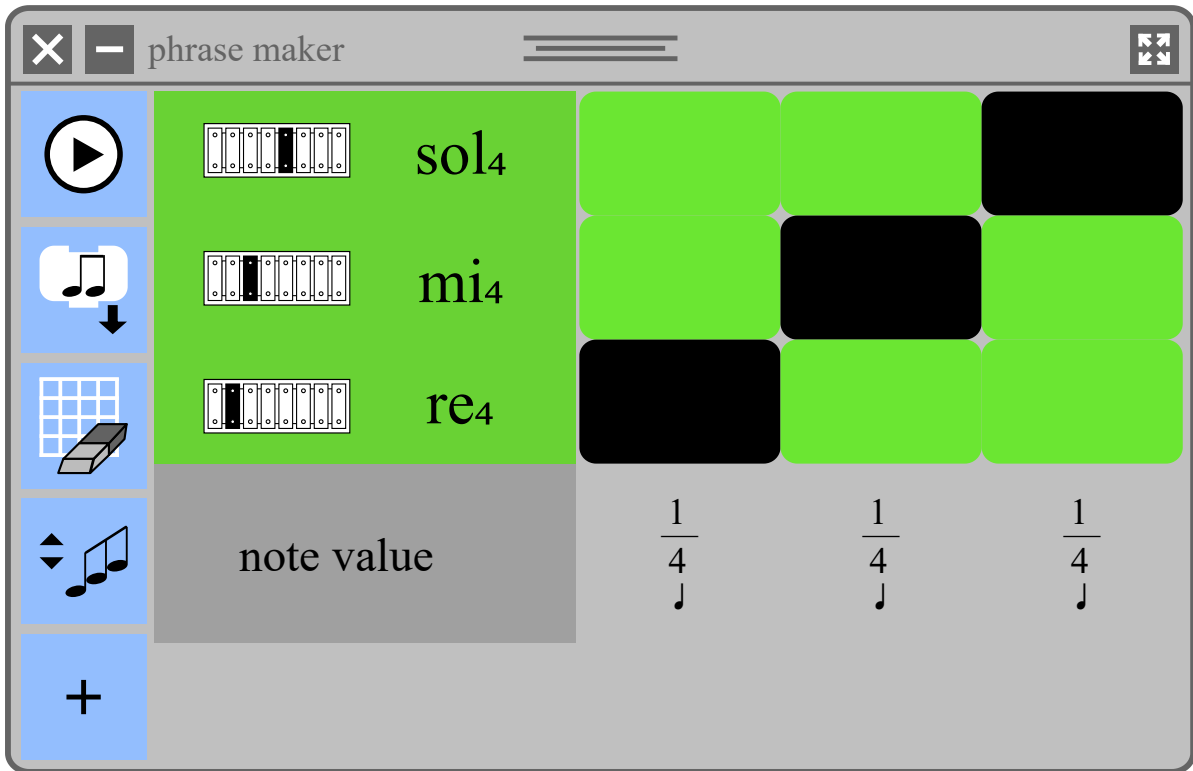 phrase maker
sol₄
mi₄
re₄
note value
1 1 1
4 4 4